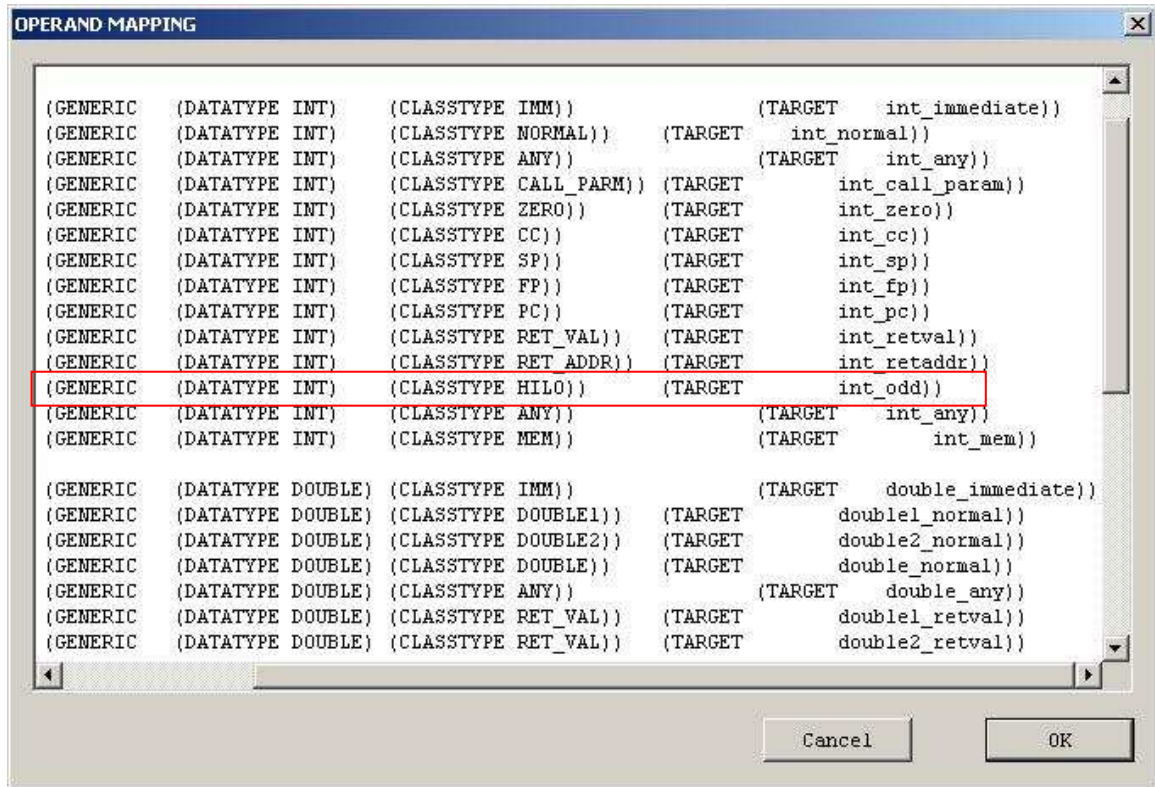 OPERAND MAPPING
(GENERIC (DATATYPE INT) (CLASSTYPE IMM)) (TARGET int_immediate))
(GENERIC (DATATYPE INT) (CLASSTYPE NORMAL)) (TARGET int_normal))
(GENERIC (DATATYPE INT) (CLASSTYPE ANY)) (TARGET int_any))
(GENERIC (DATATYPE INT) (CLASSTYPE CALL_PARM)) (TARGET int_call_param))
(GENERIC (DATATYPE INT) (CLASSTYPE ZERO)) (TARGET int_zero))
(GENERIC (DATATYPE INT) (CLASSTYPE CC)) (TARGET int_cc))
(GENERIC (DATATYPE INT) (CLASSTYPE SP)) (TARGET int_sp))
(GENERIC (DATATYPE INT) (CLASSTYPE FP)) (TARGET int_fp))
(GENERIC (DATATYPE INT) (CLASSTYPE PC)) (TARGET int_pc))
(GENERIC (DATATYPE INT) (CLASSTYPE RET_VAL)) (TARGET int_retval))
(GENERIC (DATATYPE INT) (CLASSTYPE RET_ADDR)) (TARGET int_retaddr))
(GENERIC (DATATYPE INT) (CLASSTYPE HILO)) (TARGET int_odd))
(GENERIC (DATATYPE INT) (CLASSTYPE ANY)) (TARGET int_any))
(GENERIC (DATATYPE INT) (CLASSTYPE MEM)) (TARGET int_mem))
(GENERIC (DATATYPE DOUBLE) (CLASSTYPE IMM)) (TARGET double_immediate))
(GENERIC (DATATYPE DOUBLE) (CLASSTYPE DOUBLE1)) (TARGET double1_normal))
(GENERIC (DATATYPE DOUBLE) (CLASSTYPE DOUBLE2)) (TARGET double2_normal))
(GENERIC (DATATYPE DOUBLE) (CLASSTYPE DOUBLE)) (TARGET double_normal))
(GENERIC (DATATYPE DOUBLE) (CLASSTYPE ANY)) (TARGET double_any))
(GENERIC (DATATYPE DOUBLE) (CLASSTYPE RET_VAL)) (TARGET double1_retval))
(GENERIC (DATATYPE DOUBLE) (CLASSTYPE RET_VAL)) (TARGET double2_retval))
Cancel OK